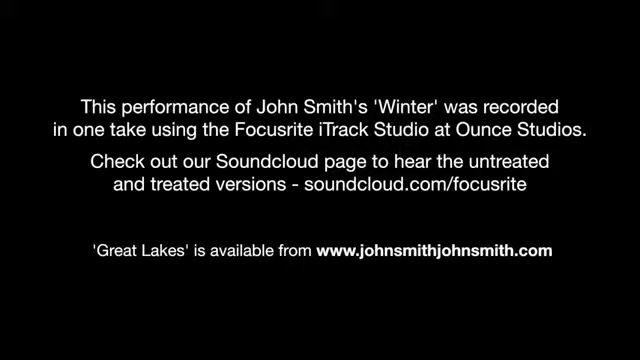 This performance of John Smith's 'Winter' was recorded
in one take using the Focusrite iTrack Studio at Ounce Studios.
Check out our Soundcloud page to hear the untreated
and treated versions - soundcloud.com/focusrite
'Great Lakes' is available from www.johnsmithjohnsmith.com